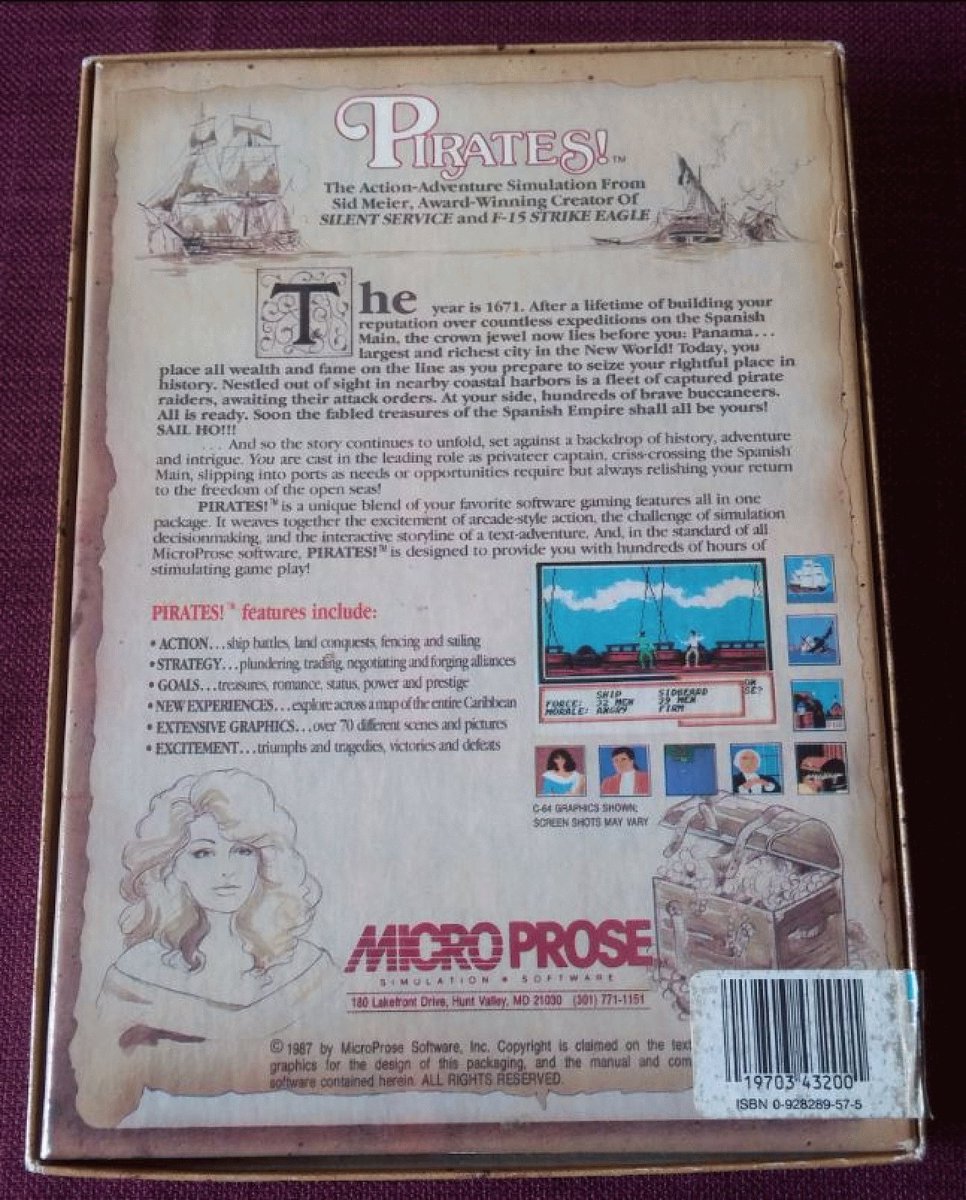 PIRATES!™
The Action-Adventure Simulation From
Sid Meier, Award-Winning Creator Of
SILENT SERVICE and F-15 STRIKE EAGLE
The year is 1671. After a lifetime of building your
reputation over countless expeditions on the Spanish
Main, the crown jewel now lies before you: Panama...
largest and richest city in the New World! Today, you
place all wealth and fame on the line as you prepare to seize your rightful place in
history. Nestled out of sight in nearby coastal harbors is a fleet of captured pirate
raiders, awaiting their attack orders. At your side, hundreds of brave buccaneers.
All is ready. Soon the fabled treasures of the Spanish Empire shall all be yours!
SAIL HO!!!
... And so the story continues to unfold, set against a backdrop of history, adventure
and intrigue. You are cast in the leading role as privateer captain, criss-crossing the Spanish
Main, slipping into ports as needs or opportunities require but always relishing your return
to the freedom of the open seas!
PIRATES!™ is a unique blend of your favorite software gaming features all in one
package. It weaves together the excitement of arcade-style action, the challenge of simulation
decisionmaking, and the interactive storyline of a text-adventure. And, in the standard of all
MicroProse software, PIRATES!™ is designed to provide you with hundreds of hours of
stimulating game play!
PIRATES!™ features include:
• ACTION...ship battles, land conquests, fencing and sailing
• STRATEGY...plundering, trading, negotiating and forging alliances
• GOALS...treasures, romance, status, power and prestige
• NEW EXPERIENCES...explore across a map of the entire Caribbean
• EXTENSIVE GRAPHICS...over 70 different scenes and pictures
• EXCITEMENT...triumphs and tragedies, victories and defeats
OR
SE?
SHIP SIDBEARD
FORCE: 32 MEN 39 MEN
MORALE: ANGRY FIRM
C-64 GRAPHICS SHOWN;
SCREEN SHOTS MAY VARY
MICROPROSE
SIMULATION • SOFTWARE
180 Lakefront Drive, Hunt Valley, MD 21030 (301) 771-1151
© 1987 by MicroProse Software, Inc. Copyright is claimed on the text
graphics for the design of this packaging, and the manual and com
software contained herein. ALL RIGHTS RESERVED.
19703 43200
ISBN 0-928289-57-5